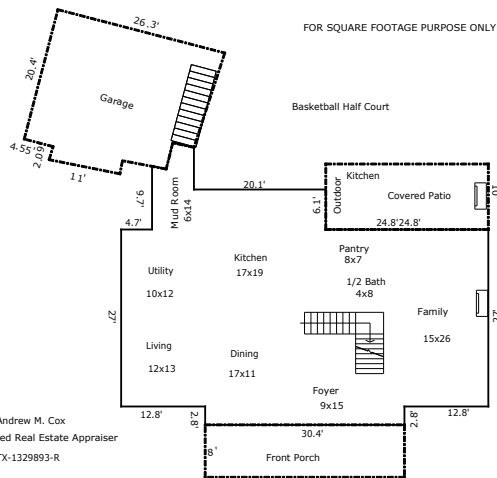 FOR SQUARE FOOTAGE PURPOSE ONLY
26.3'
20.4'
Garage
Basketball Half Court
4.55'
2.09'
11'
9.7'
Mud Room
6x14
20.1'
6.1'
Outdoor
Kitchen
Covered Patio
10'
24.8'24.8'
4.7'
Kitchen
17x19
Pantry
8x7
Utility
10x12
1/2 Bath
4x8
27'
Family
15x26
Living
12x13
Dining
17x11
Foyer
9x15
12.8'
2.8'
30.4'
2.8'
12.8'
8'
Front Porch
Andrew M. Cox
ed Real Estate Appraiser
TX-1329893-R